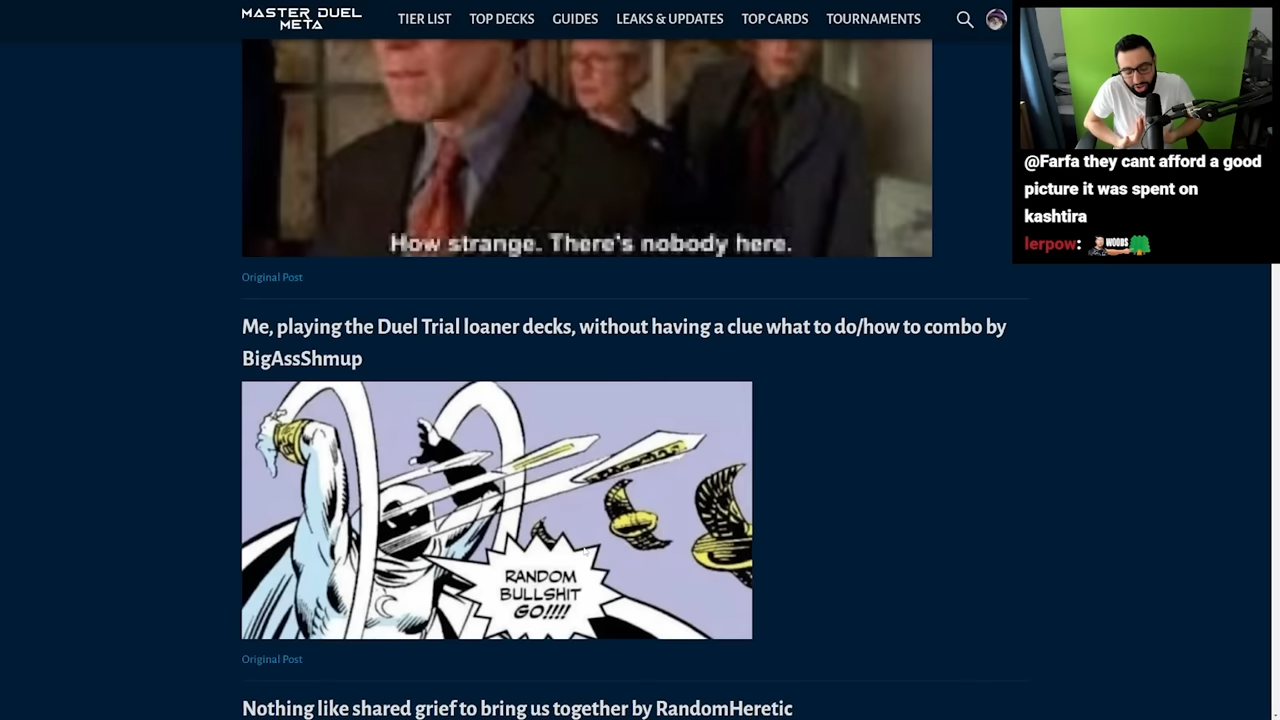 MASTER DUEL
META
TIER LIST
TOP DECKS
GUIDES
LEAKS & UPDATES
TOP CARDS
TOURNAMENTS
@Farfa they cant afford a good
picture it was spent on
kashtira
lerpow: WOOBS
How strange. There's nobody here.
Original Post
Me, playing the Duel Trial loaner decks, without having a clue what to do/how to combo by
BigAssShmup
RANDOM
BULLSHIT
GO!!!!
Original Post
Nothing like shared grief to bring us together by RandomHeretic